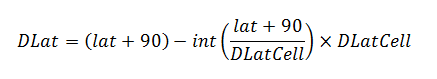 DLat = (lat + 90) − int(lat + 90 / DLatCell) × DLatCell